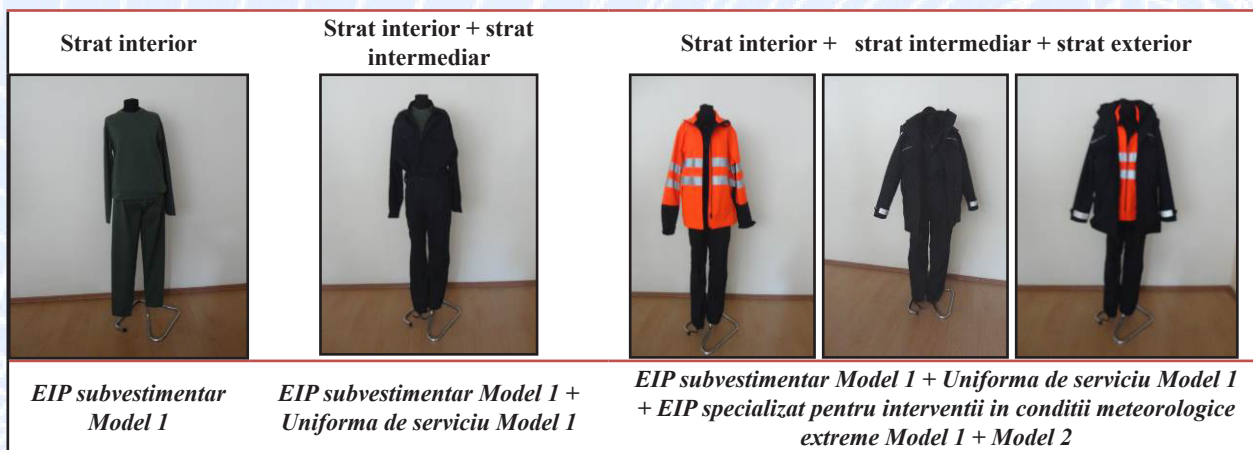 Strat interior
Strat interior + strat
intermediar
Strat interior + strat intermediar + strat exterior
EIP subvestimentar
Model 1
EIP subvestimentar Model 1 +
Uniforma de serviciu Model 1
EIP subvestimentar Model 1 + Uniforma de serviciu Model 1
+ EIP specializat pentru interventii in conditii meteorologice
extreme Model 1 + Model 2